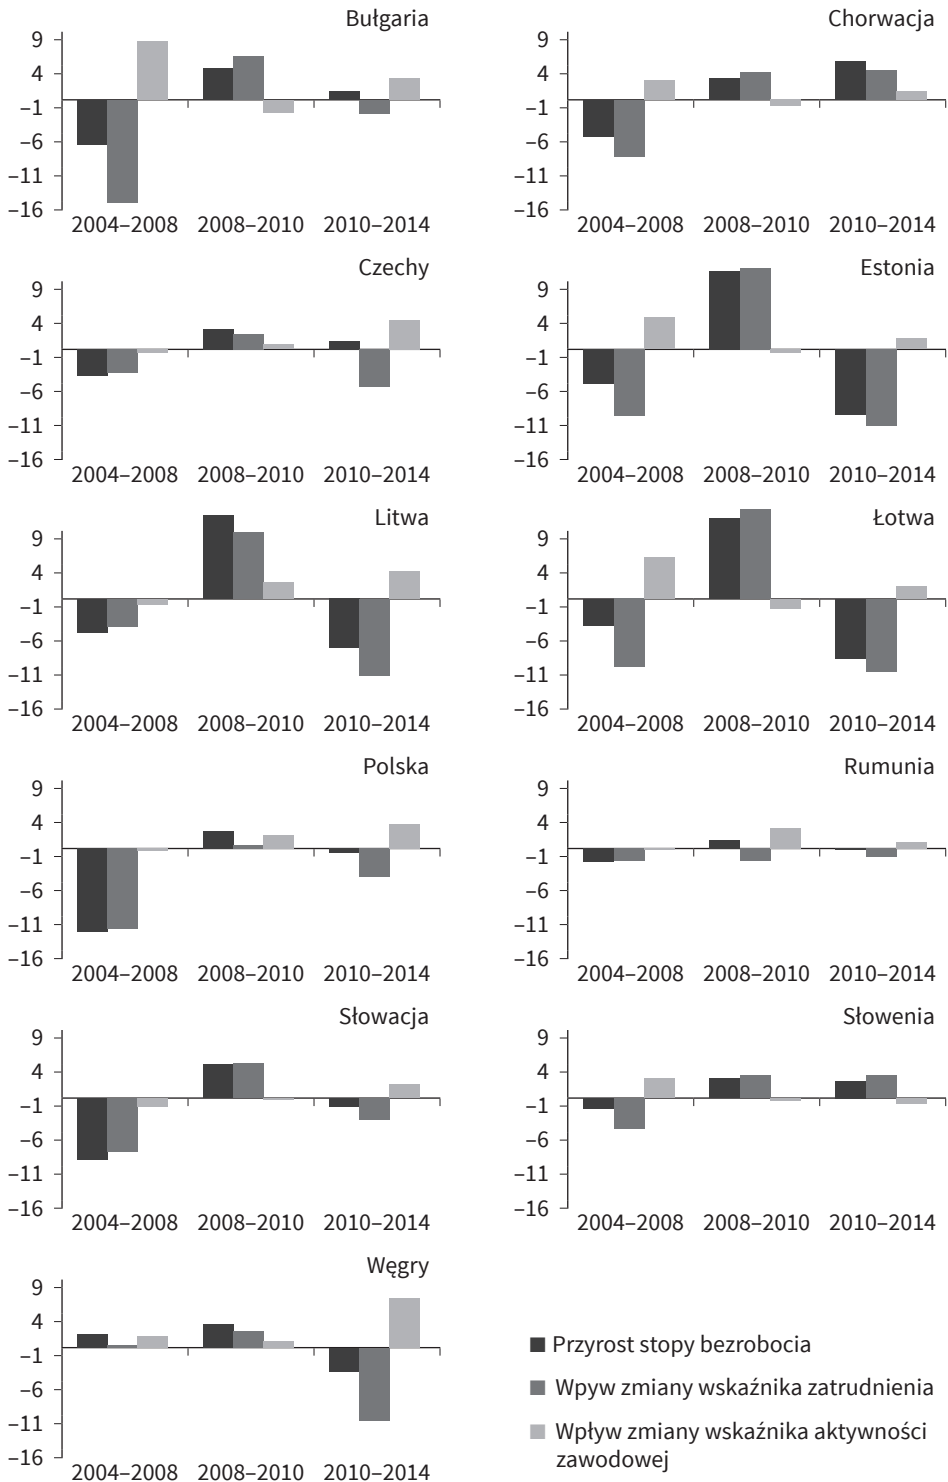 Bułgaria
9
4
–1
–6
–11
–16
2004–2008 2008–2010 2010–2014
Chorwacja
9
4
–1
–6
–11
–16
2004–2008 2008–2010 2010–2014
Czechy
9
4
–1
–6
–11
–16
2004–2008 2008–2010 2010–2014
Estonia
9
4
–1
–6
–11
–16
2004–2008 2008–2010 2010–2014
Litwa
9
4
–1
–6
–11
–16
2004–2008 2008–2010 2010–2014
Łotwa
9
4
–1
–6
–11
–16
2004–2008 2008–2010 2010–2014
Polska
9
4
–1
–6
–11
–16
2004–2008 2008–2010 2010–2014
Rumunia
9
4
–1
–6
–11
–16
2004–2008 2008–2010 2010–2014
Słowacja
9
4
–1
–6
–11
–16
2004–2008 2008–2010 2010–2014
Słowenia
9
4
–1
–6
–11
–16
2004–2008 2008–2010 2010–2014
Węgry
9
4
–1
–6
–11
–16
2004–2008 2008–2010 2010–2014
Przyrost stopy bezrobocia
Wpyw zmiany wskaźnika zatrudnienia
Wpływ zmiany wskaźnika aktywności
zawodowej